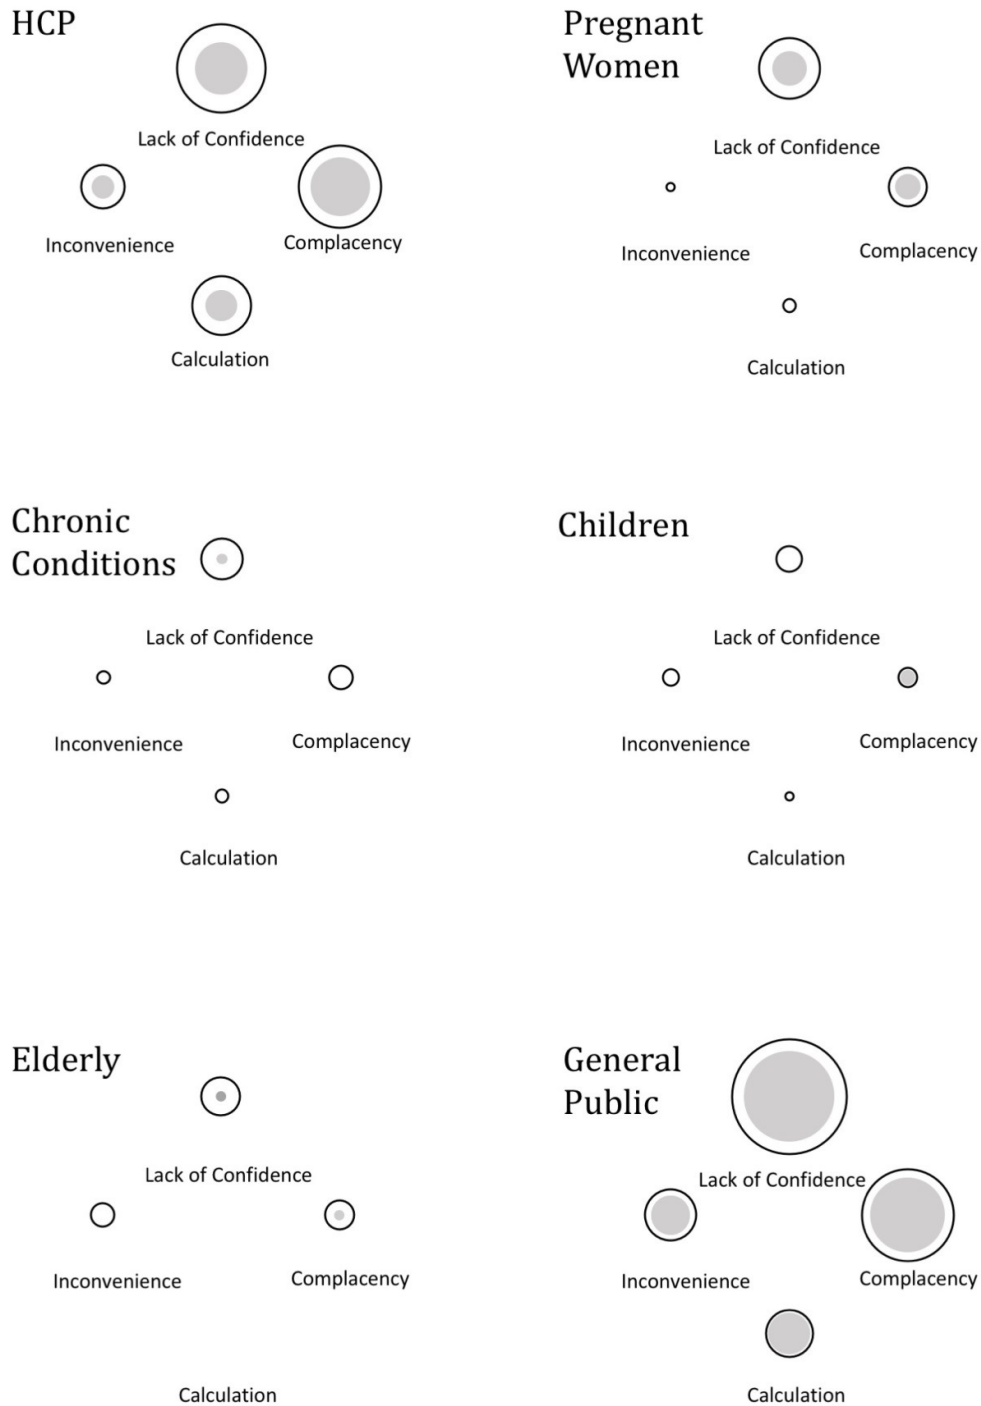 HCP
Lack of Confidence
Inconvenience
Complacency
Calculation
Pregnant
Women
Lack of Confidence
Inconvenience
Complacency
Calculation
Chronic
Conditions
Lack of Confidence
Inconvenience
Complacency
Calculation
Children
Lack of Confidence
Inconvenience
Complacency
Calculation
Elderly
Lack of Confidence
Inconvenience
Complacency
Calculation
General
Public
Lack of Confidence
Inconvenience
Complacency
Calculation